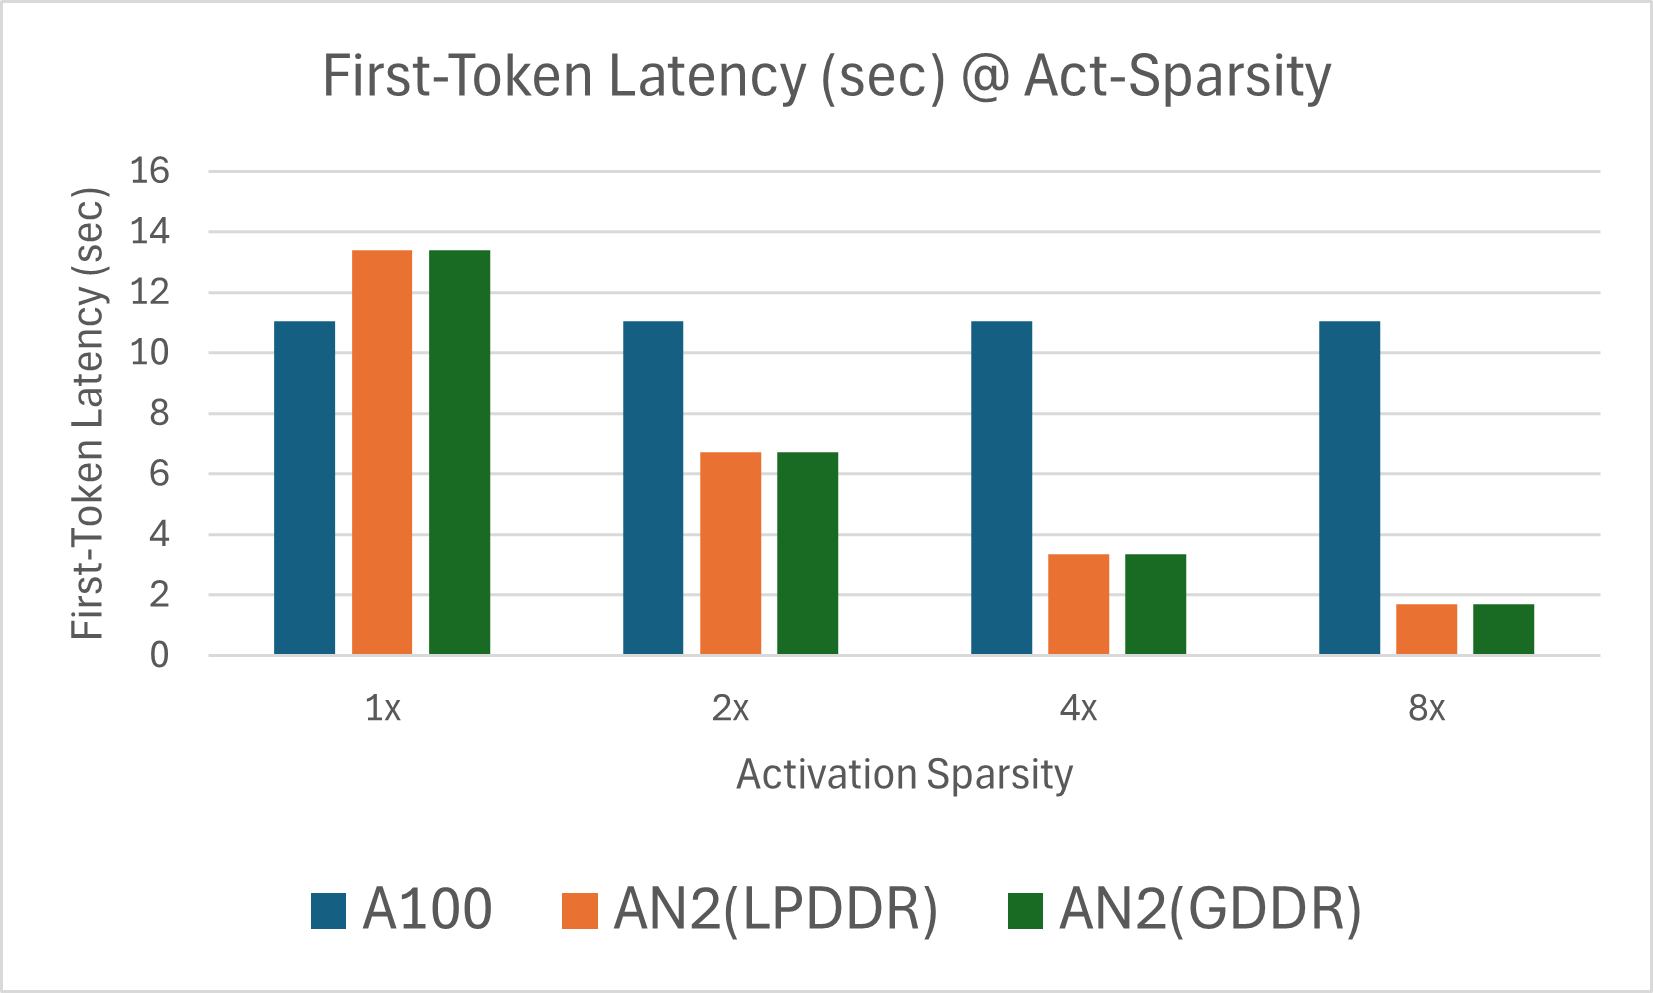 First-Token Latency (sec) @ Act-Sparsity
First-Token Latency (sec)
16
14
12
10
8
6
4
2
0
1x 2x 4x 8x
Activation Sparsity
A100 AN2(LPDDR) AN2(GDDR)